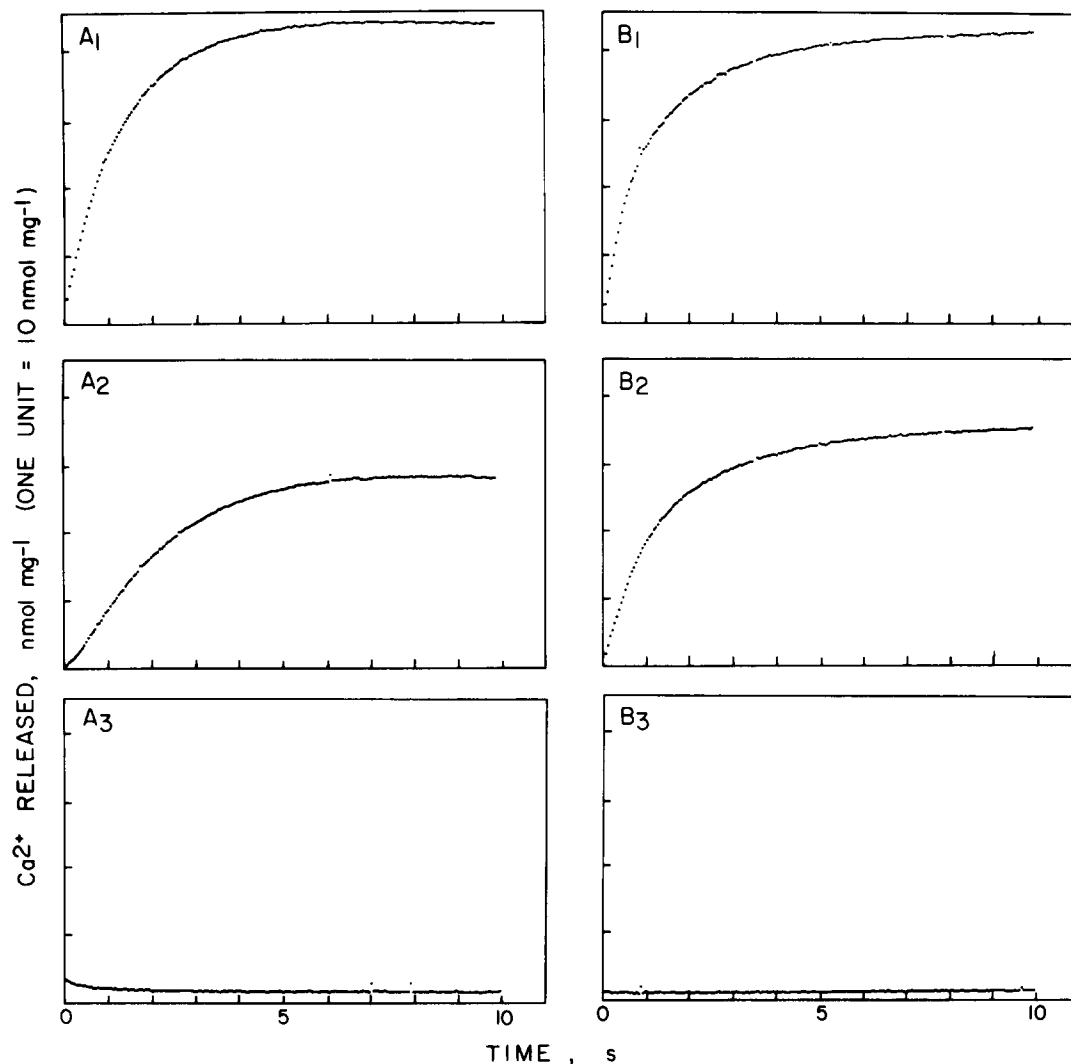 A1
B1
A2
B2
A3
B3
Ca2+ RELEASED, nmol mg-1 (ONE UNIT = 10 nmol mg-1)
0 5 10
0 5 10
TIME , s